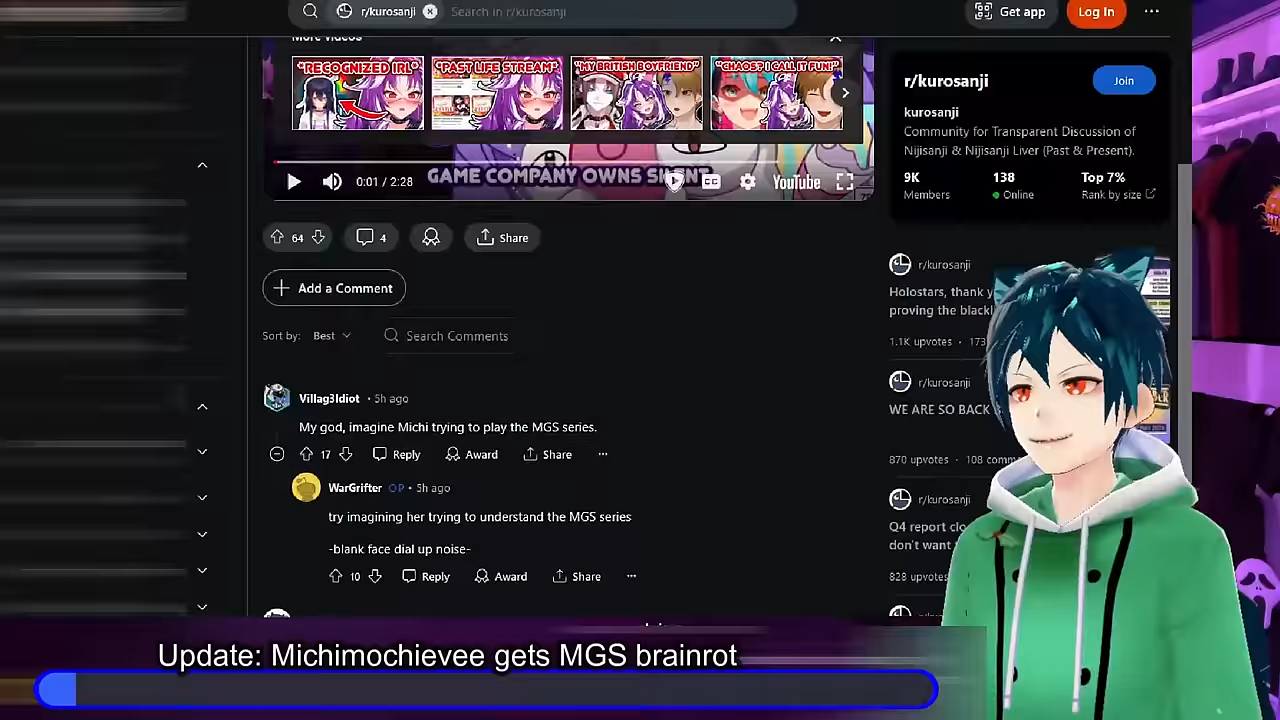 r/kurosanji
Search in r/kurosanji
Get app
Log In
More videos
"RECOGNIZED IRL"
"PAST LIFE STREAM"
"MY BRITISH BOYFRIEND"
"CHAOS? I CALL IT FUN!"
GAME COMPANY OWNS
0:01 / 2:28
CC
YouTube
64
4
Share
Add a Comment
Sort by:
Best
Search Comments
Villag3Idiot • 5h ago
My god, imagine Michi trying to play the MGS series.
17
Reply
Award
Share
WarGrifter OP • 5h ago
try imagining her trying to understand the MGS series
-blank face dial up noise-
10
Reply
Award
Share
r/kurosanji
Join
kurosanji
Community for Transparent Discussion of
Nijisanji & Nijisanji Liver (Past & Present).
9K
138
Top 7%
Members
Online
Rank by size
r/kurosanji
Holostars, thank
proving the
1.1K upvotes •
r/kurosanji
WE ARE SO BACK
870 upvotes • 108
r/kurosanji
Q4 report
don't want
828 upvotes
Update: Michimochievee gets MGS brainrot